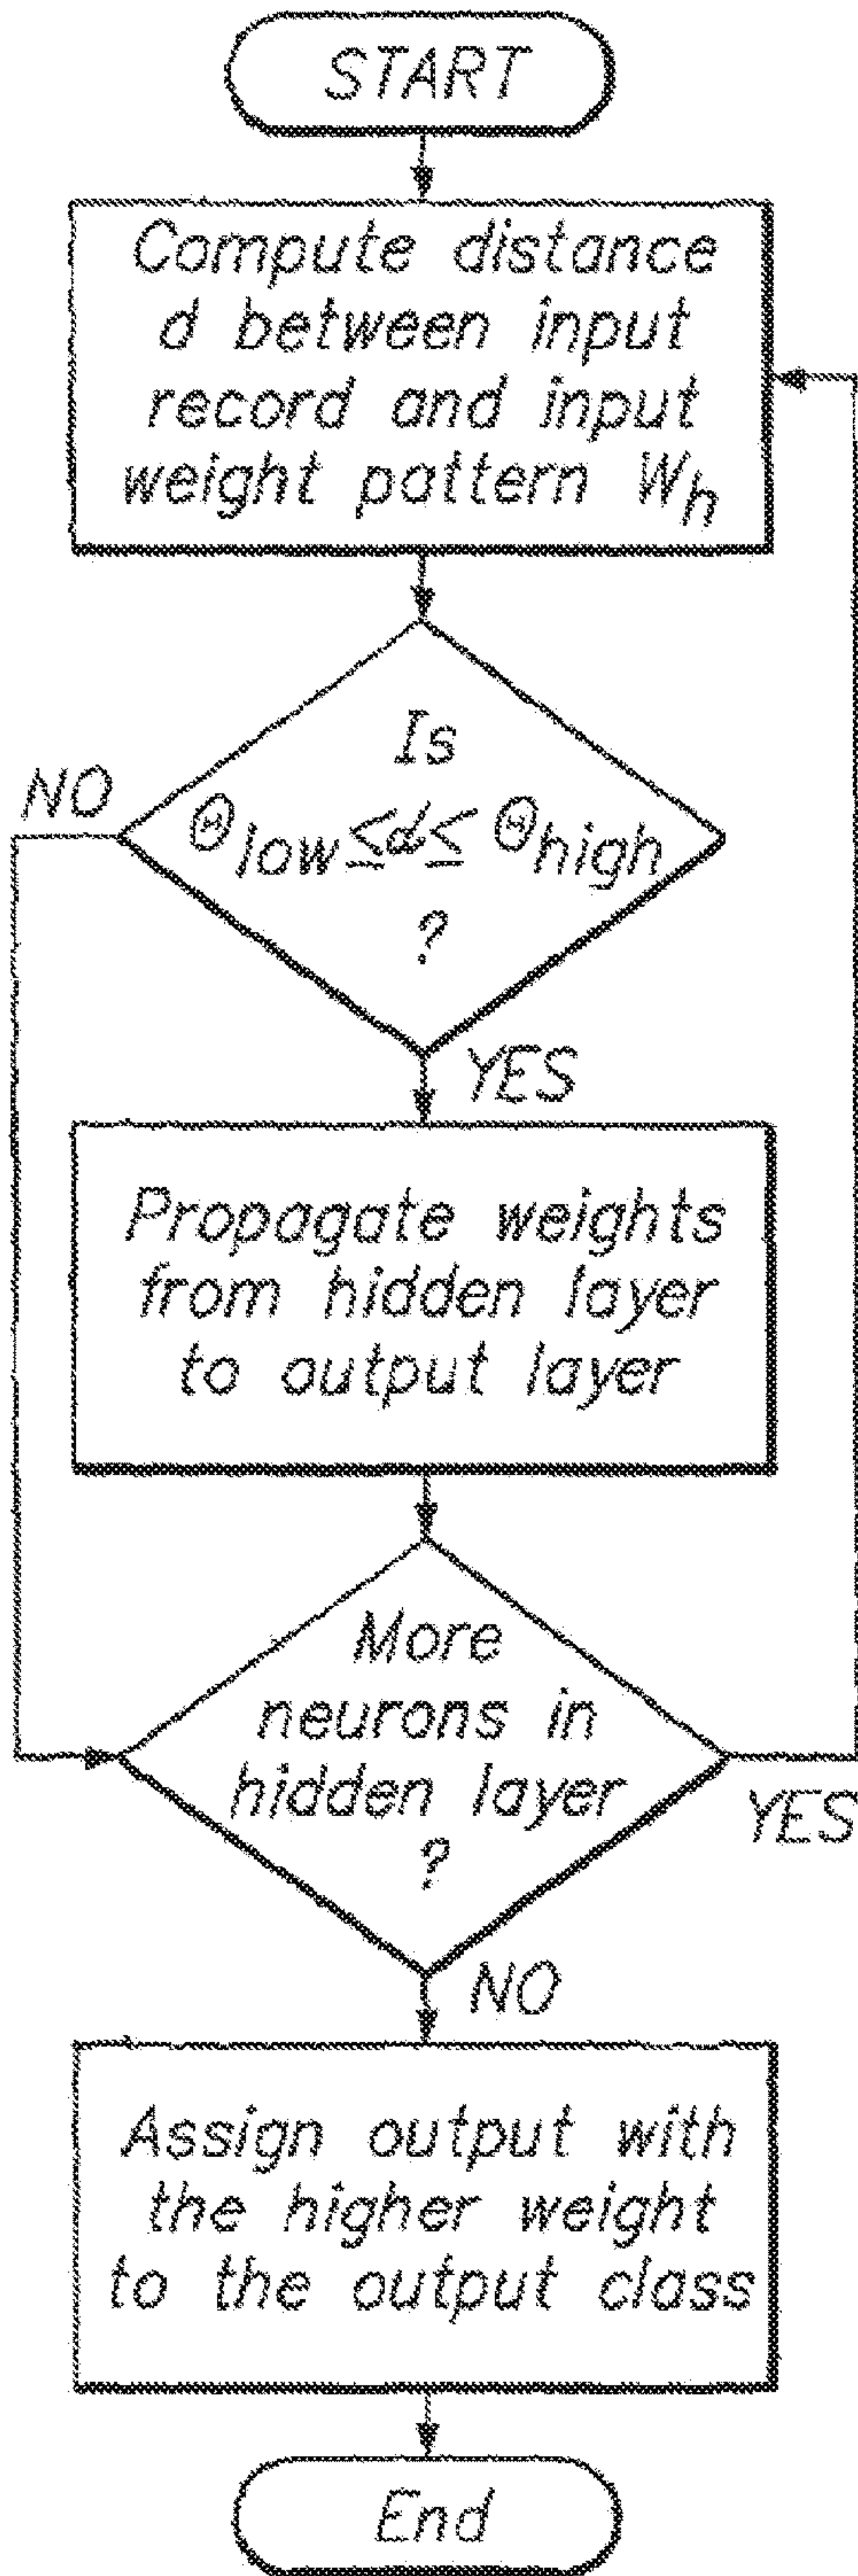 START
Compute distance
d between input
record and input
weight pattern Wh
Is
NO
Θlow ≤ d ≤ Θhigh
?
YES
Propagate weights
from hidden layer
to output layer
More
neurons in
hidden layer
?
YES
NO
Assign output with
the higher weight
to the output class
End